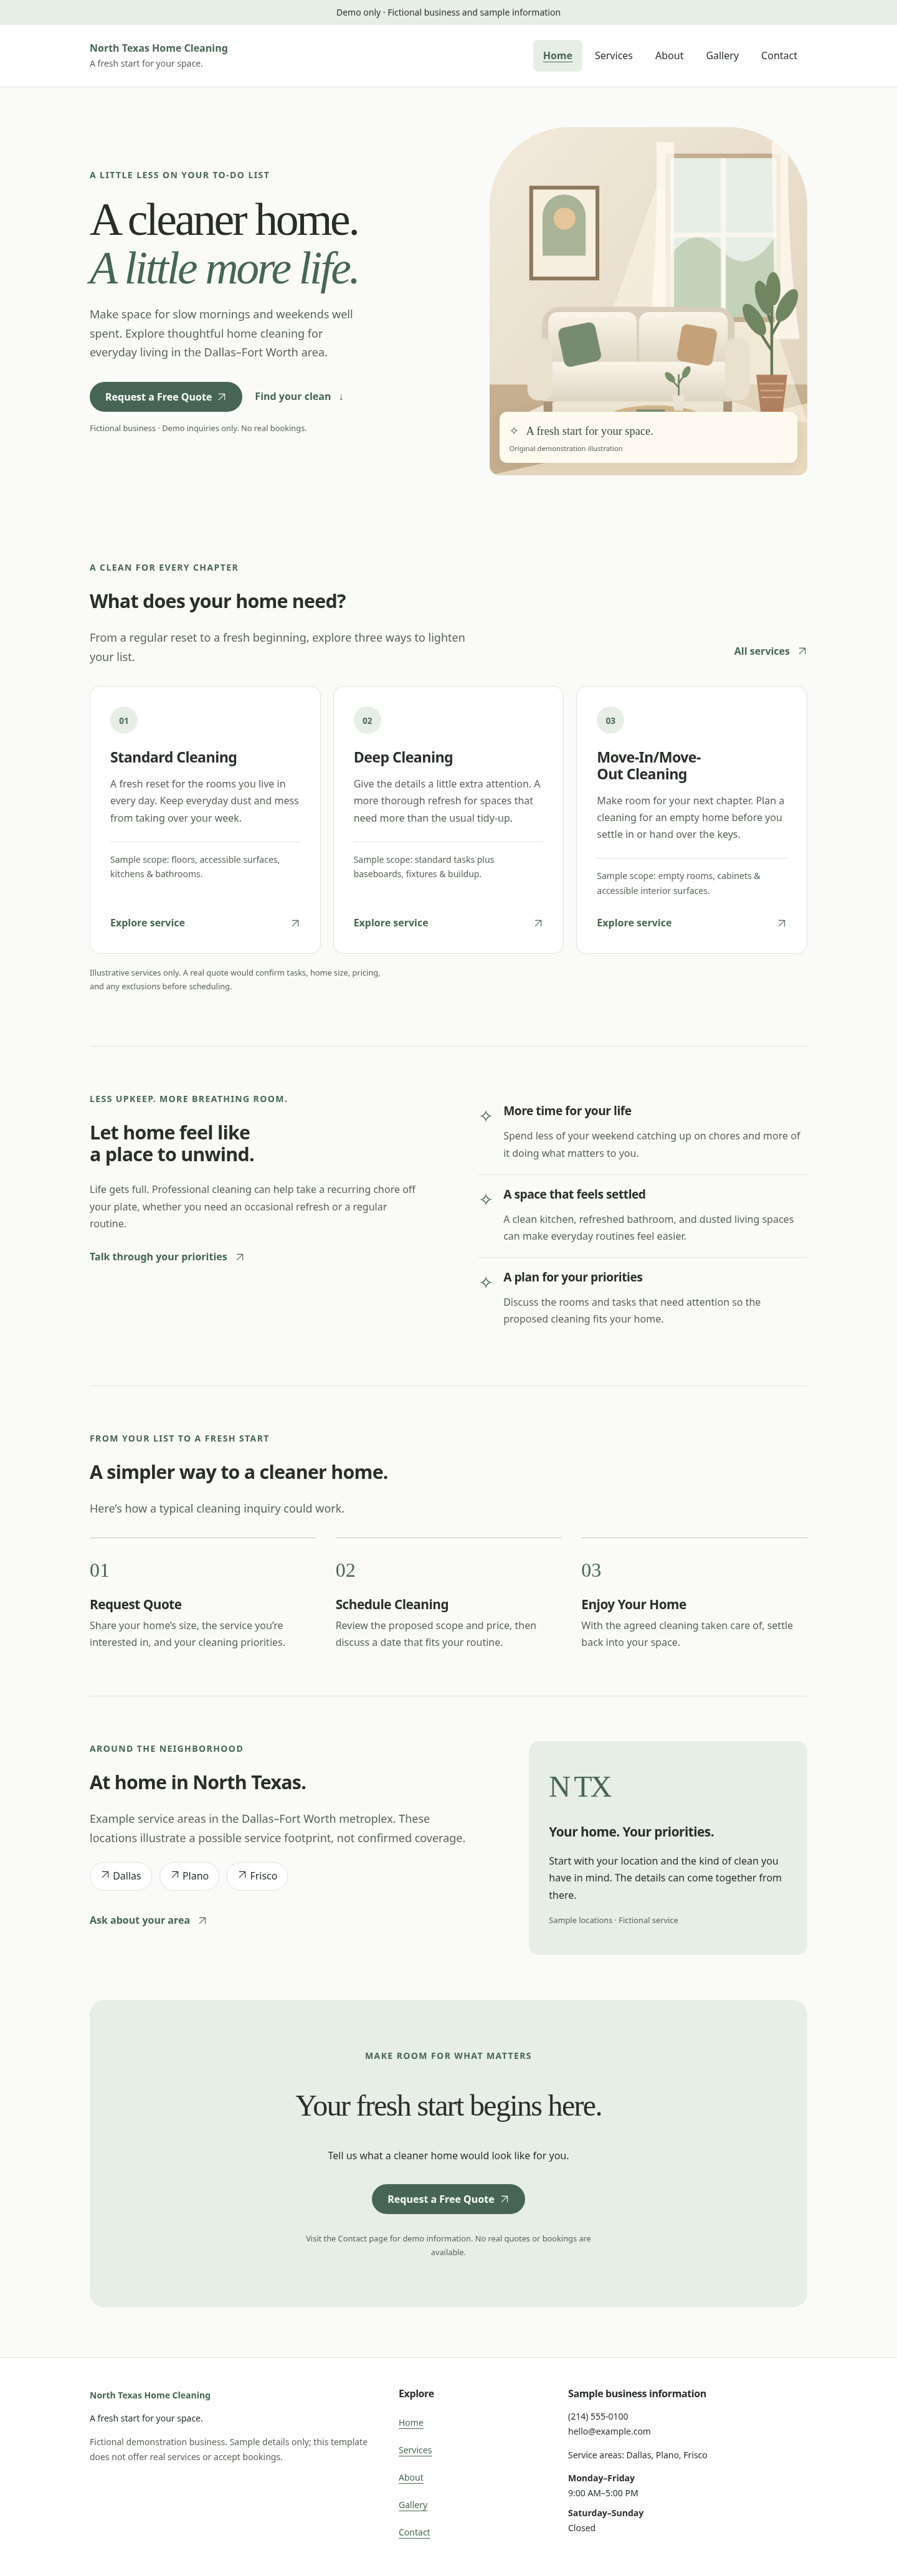 Demo only · Fictional business and sample information
North Texas Home Cleaning
A fresh start for your space.
Home
Services
About
Gallery
Contact
A LITTLE LESS ON YOUR TO-DO LIST
A cleaner home.
A little more life.
Make space for slow mornings and weekends well
spent. Explore thoughtful home cleaning for
everyday living in the Dallas–Fort Worth area.
Request a Free Quote
Find your clean ↓
Fictional business · Demo inquiries only. No real bookings.
A fresh start for your space.
Original demonstration illustration
A CLEAN FOR EVERY CHAPTER
What does your home need?
From a regular reset to a fresh beginning, explore three ways to lighten
your list.
All services
01
Standard Cleaning
A fresh reset for the rooms you live in
every day. Keep everyday dust and mess
from taking over your week.
Sample scope: floors, accessible surfaces,
kitchens & bathrooms.
Explore service
02
Deep Cleaning
Give the details a little extra attention. A
more thorough refresh for spaces that
need more than the usual tidy-up.
Sample scope: standard tasks plus
baseboards, fixtures & buildup.
Explore service
03
Move-In/Move-
Out Cleaning
Make room for your next chapter. Plan a
cleaning for an empty home before you
settle in or hand over the keys.
Sample scope: empty rooms, cabinets &
accessible interior surfaces.
Explore service
Illustrative services only. A real quote would confirm tasks, home size, pricing,
and any exclusions before scheduling.
LESS UPKEEP. MORE BREATHING ROOM.
Let home feel like
a place to unwind.
Life gets full. Professional cleaning can help take a recurring chore off
your plate, whether you need an occasional refresh or a regular
routine.
Talk through your priorities
More time for your life
Spend less of your weekend catching up on chores and more of
it doing what matters to you.
A space that feels settled
A clean kitchen, refreshed bathroom, and dusted living spaces
can make everyday routines feel easier.
A plan for your priorities
Discuss the rooms and tasks that need attention so the
proposed cleaning fits your home.
FROM YOUR LIST TO A FRESH START
A simpler way to a cleaner home.
Here’s how a typical cleaning inquiry could work.
01
Request Quote
Share your home’s size, the service you’re
interested in, and your cleaning priorities.
02
Schedule Cleaning
Review the proposed scope and price, then
discuss a date that fits your routine.
03
Enjoy Your Home
With the agreed cleaning taken care of, settle
back into your space.
AROUND THE NEIGHBORHOOD
At home in North Texas.
Example service areas in the Dallas–Fort Worth metroplex. These
locations illustrate a possible service footprint, not confirmed coverage.
Dallas
Plano
Frisco
Ask about your area
N TX
Your home. Your priorities.
Start with your location and the kind of clean you
have in mind. The details can come together from
there.
Sample locations · Fictional service
MAKE ROOM FOR WHAT MATTERS
Your fresh start begins here.
Tell us what a cleaner home would look like for you.
Request a Free Quote
Visit the Contact page for demo information. No real quotes or bookings are
available.
North Texas Home Cleaning
A fresh start for your space.
Fictional demonstration business. Sample details only; this template
does not offer real services or accept bookings.
Explore
Home
Services
About
Gallery
Contact
Sample business information
(214) 555-0100
hello@example.com
Service areas: Dallas, Plano, Frisco
Monday–Friday
9:00 AM–5:00 PM
Saturday–Sunday
Closed